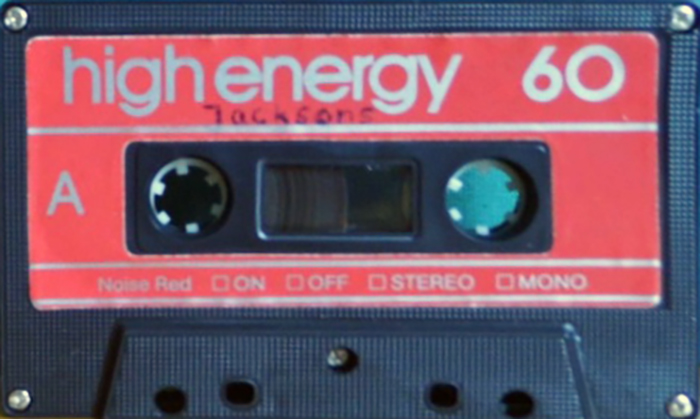 high energy 60
Jacksons
A
Noise Red ☐ ON ☐ OFF ☐ STEREO ☐ MONO